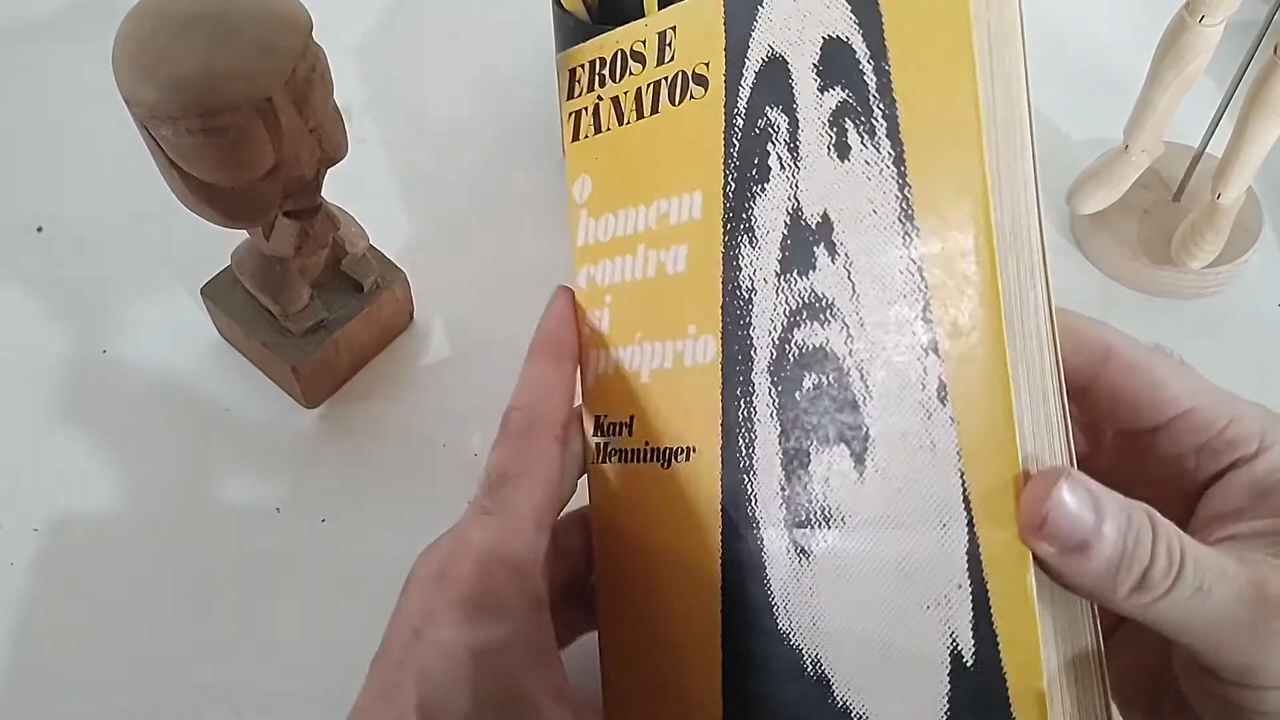 EROS E
TÂNATOS
O
homem
contra
si
próprio
Karl
Menninger